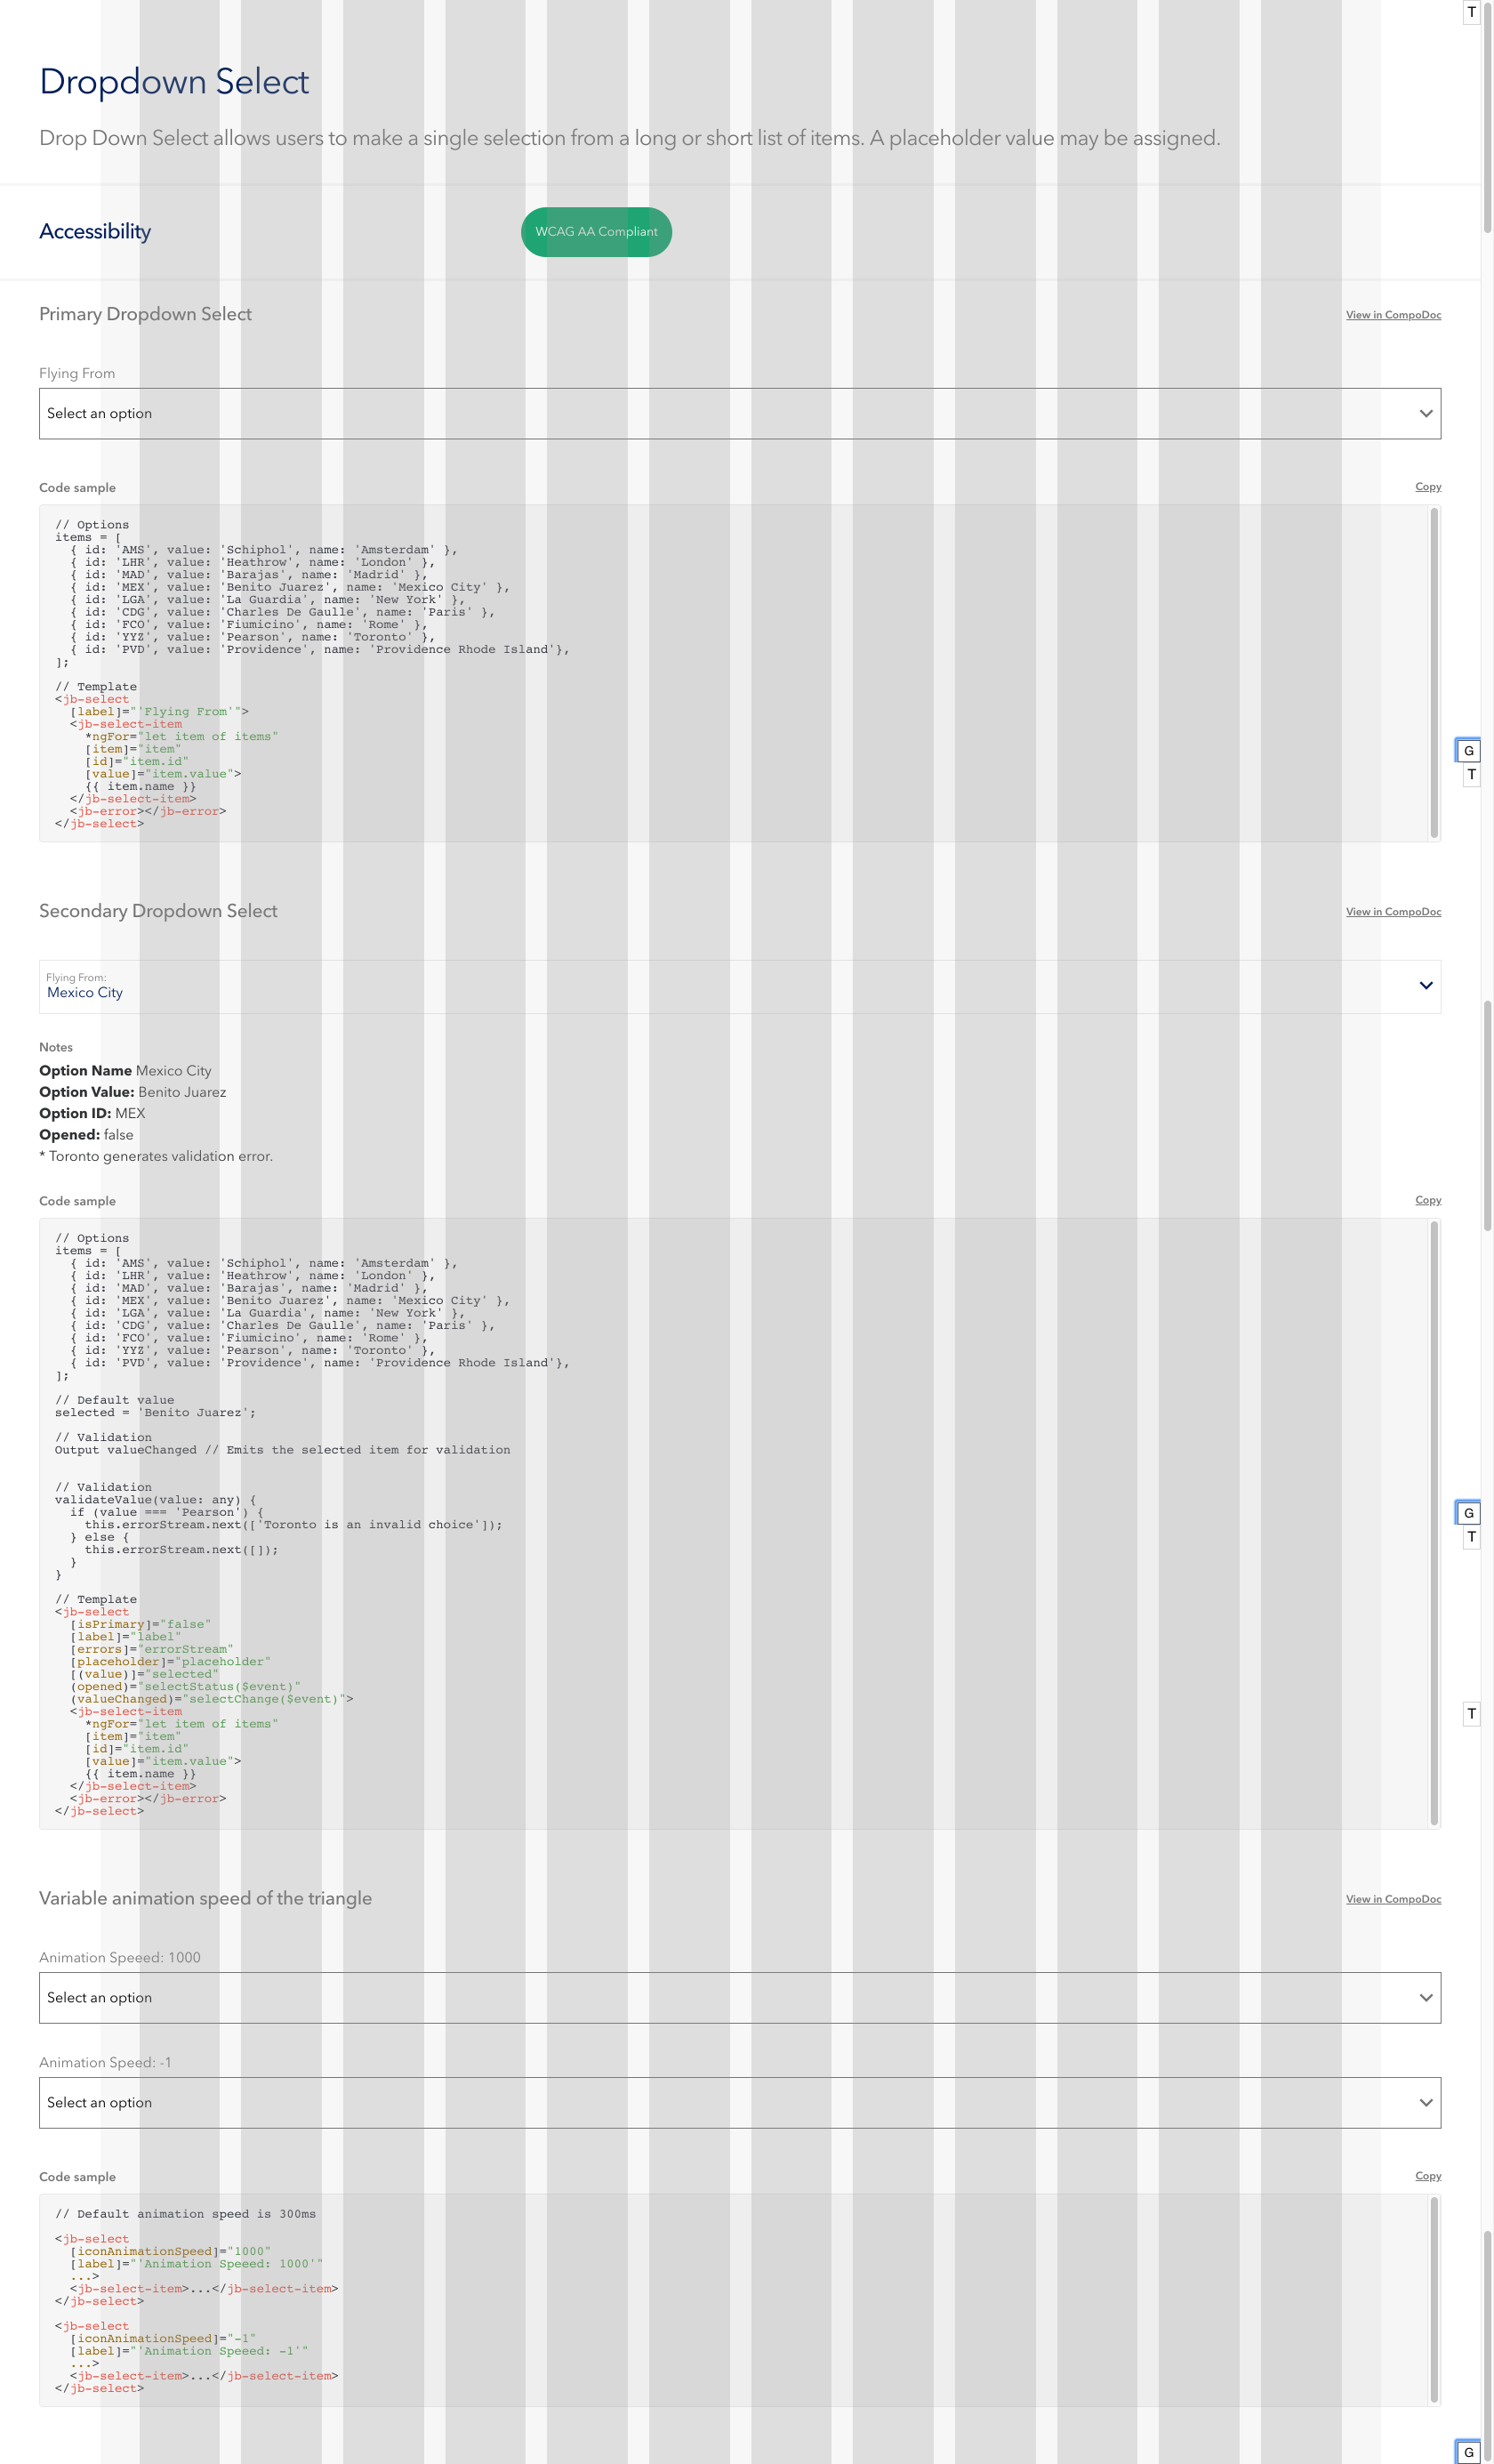 T
Dropdown Select
Drop Down Select allows users to make a single selection from a long or short list of items. A placeholder value may be assigned.
Accessibility
WCAG AA Compliant
Primary Dropdown Select
View in CompoDoc
Flying From
Select an option
Code sample
Copy
// Options
items = [
{ id: 'AMS', value: 'Schiphol', name: 'Amsterdam' },
{ id: 'LHR', value: 'Heathrow', name: 'London' },
{ id: 'MAD', value: 'Barajas', name: 'Madrid' },
{ id: 'MEX', value: 'Benito Juarez', name: 'Mexico City' },
{ id: 'LGA', value: 'La Guardia', name: 'New York' },
{ id: 'CDG', value: 'Charles De Gaulle', name: 'Paris' },
{ id: 'FCO', value: 'Fiumicino', name: 'Rome' },
{ id: 'YYZ', value: 'Pearson', name: 'Toronto' },
{ id: 'PVD', value: 'Providence', name: 'Providence Rhode Island'},
];
// Template
<jb-select
[label]="'Flying From'">
<jb-select-item
*ngFor="let item of items"
[item]="item"
[id]="item.id"
[value]="item.value">
{{ item.name }}
</jb-select-item>
<jb-error></jb-error>
</jb-select>
G
T
Secondary Dropdown Select
View in CompoDoc
Flying From:
Mexico City
Notes
Option Name Mexico City
Option Value: Benito Juarez
Option ID: MEX
Opened: false
* Toronto generates validation error.
Code sample
Copy
// Options
items = [
{ id: 'AMS', value: 'Schiphol', name: 'Amsterdam' },
{ id: 'LHR', value: 'Heathrow', name: 'London' },
{ id: 'MAD', value: 'Barajas', name: 'Madrid' },
{ id: 'MEX', value: 'Benito Juarez', name: 'Mexico City' },
{ id: 'LGA', value: 'La Guardia', name: 'New York' },
{ id: 'CDG', value: 'Charles De Gaulle', name: 'Paris' },
{ id: 'FCO', value: 'Fiumicino', name: 'Rome' },
{ id: 'YYZ', value: 'Pearson', name: 'Toronto' },
{ id: 'PVD', value: 'Providence', name: 'Providence Rhode Island'},
];
// Default value
selected = 'Benito Juarez';
// Validation
Output valueChanged // Emits the selected item for validation
// Validation
validateValue(value: any) {
if (value === 'Pearson') {
this.errorStream.next(['Toronto is an invalid choice']);
} else {
this.errorStream.next([]);
}
}
G
T
// Template
<jb-select
[isPrimary]="false"
[label]="label"
[errors]="errorStream"
[placeholder]="placeholder"
[(value)]="selected"
(opened)="selectStatus($event)"
(valueChanged)="selectChange($event)">
<jb-select-item
*ngFor="let item of items"
[item]="item"
[id]="item.id"
[value]="item.value">
{{ item.name }}
</jb-select-item>
<jb-error></jb-error>
</jb-select>
T
Variable animation speed of the triangle
View in CompoDoc
Animation Speeed: 1000
Select an option
Animation Speed: -1
Select an option
Code sample
Copy
// Default animation speed is 300ms
<jb-select
[iconAnimationSpeed]="1000"
[label]="'Animation Speeed: 1000'"
...>
<jb-select-item>...</jb-select-item>
</jb-select>
<jb-select
[iconAnimationSpeed]="-1"
[label]="'Animation Speeed: -1'"
...>
<jb-select-item>...</jb-select-item>
</jb-select>
G